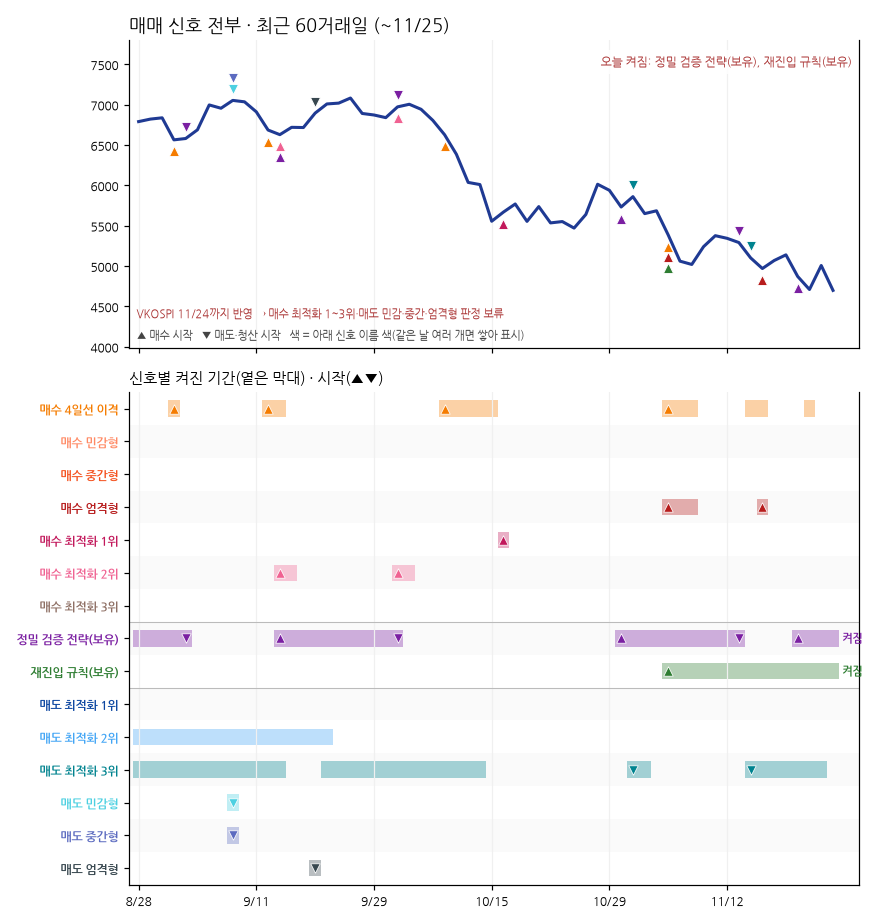 매매 신호 전부 · 최근 60거래일 (~11/25)
오늘 켜짐: 정밀 검증 전략(보유), 재진입 규칙(보유)
7500
7000
6500
6000
5500
5000
4500
4000
VKOSPI 11/24까지 반영 → 매수 최적화 1~3위·매도 민감·중간·엄격형 판정 보류
▲ 매수 시작 ▼ 매도·청산 시작 색 = 아래 신호 이름 색(같은 날 여러 개면 쌓아 표시)
신호별 켜진 기간(옅은 막대) · 시작(▲▼)
매수 4일선 이격
매수 민감형
매수 중간형
매수 엄격형
매수 최적화 1위
매수 최적화 2위
매수 최적화 3위
정밀 검증 전략(보유) 켜짐
재진입 규칙(보유) 켜짐
매도 최적화 1위
매도 최적화 2위
매도 최적화 3위
매도 민감형
매도 중간형
매도 엄격형
8/28 9/11 9/29 10/15 10/29 11/12